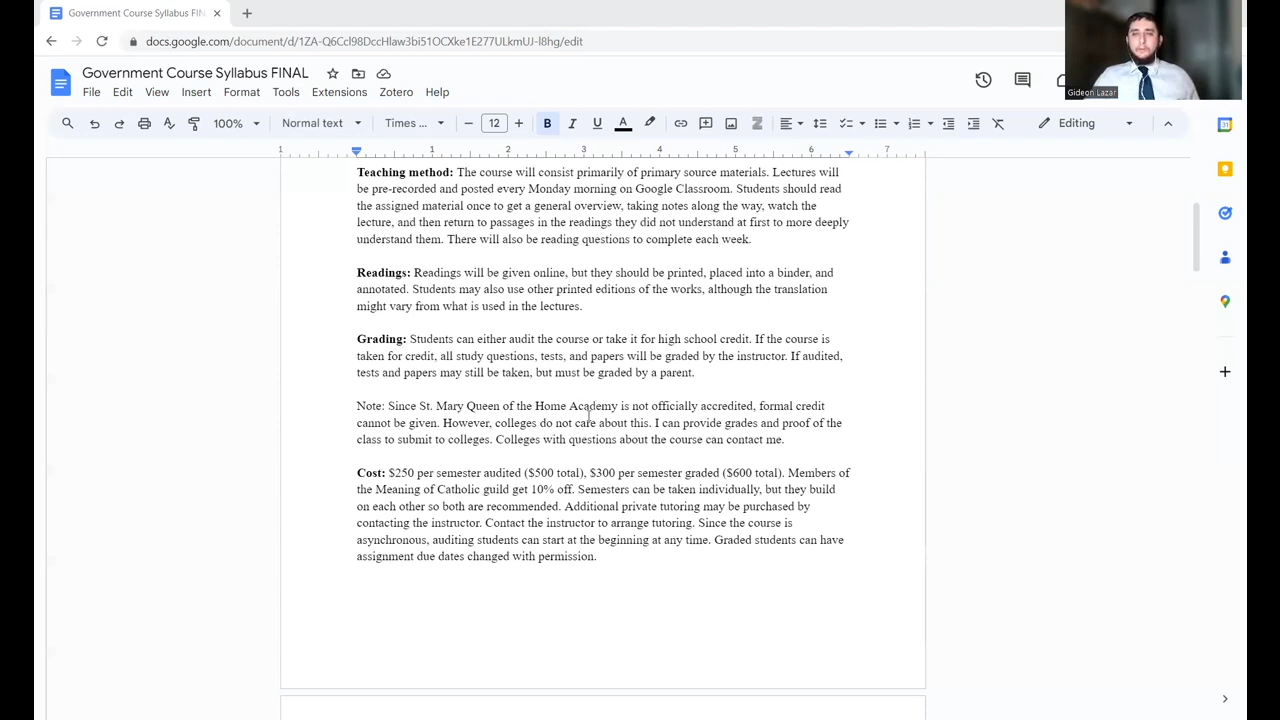 Government Course Syllabus FIN
docs.google.com/document/d/1ZA-Q6Ccl98DccHlaw3bi51OCXke1E277ULkmUJ-l8hg/edit
Government Course Syllabus FINAL
File Edit View Insert Format Tools Extensions Zotero Help
100% Normal text Times ... 12 B I U A Editing
Gideon Lazar
1 1 2 3 4 5 6 7
Teaching method: The course will consist primarily of primary source materials. Lectures will
be pre-recorded and posted every Monday morning on Google Classroom. Students should read
the assigned material once to get a general overview, taking notes along the way, watch the
lecture, and then return to passages in the readings they did not understand at first to more deeply
understand them. There will also be reading questions to complete each week.
Readings: Readings will be given online, but they should be printed, placed into a binder, and
annotated. Students may also use other printed editions of the works, although the translation
might vary from what is used in the lectures.
Grading: Students can either audit the course or take it for high school credit. If the course is
taken for credit, all study questions, tests, and papers will be graded by the instructor. If audited,
tests and papers may still be taken, but must be graded by a parent.
Note: Since St. Mary Queen of the Home Academy is not officially accredited, formal credit
cannot be given. However, colleges do not care about this. I can provide grades and proof of the
class to submit to colleges. Colleges with questions about the course can contact me.
Cost: $250 per semester audited ($500 total), $300 per semester graded ($600 total). Members of
the Meaning of Catholic guild get 10% off. Semesters can be taken individually, but they build
on each other so both are recommended. Additional private tutoring may be purchased by
contacting the instructor. Contact the instructor to arrange tutoring. Since the course is
asynchronous, auditing students can start at the beginning at any time. Graded students can have
assignment due dates changed with permission.